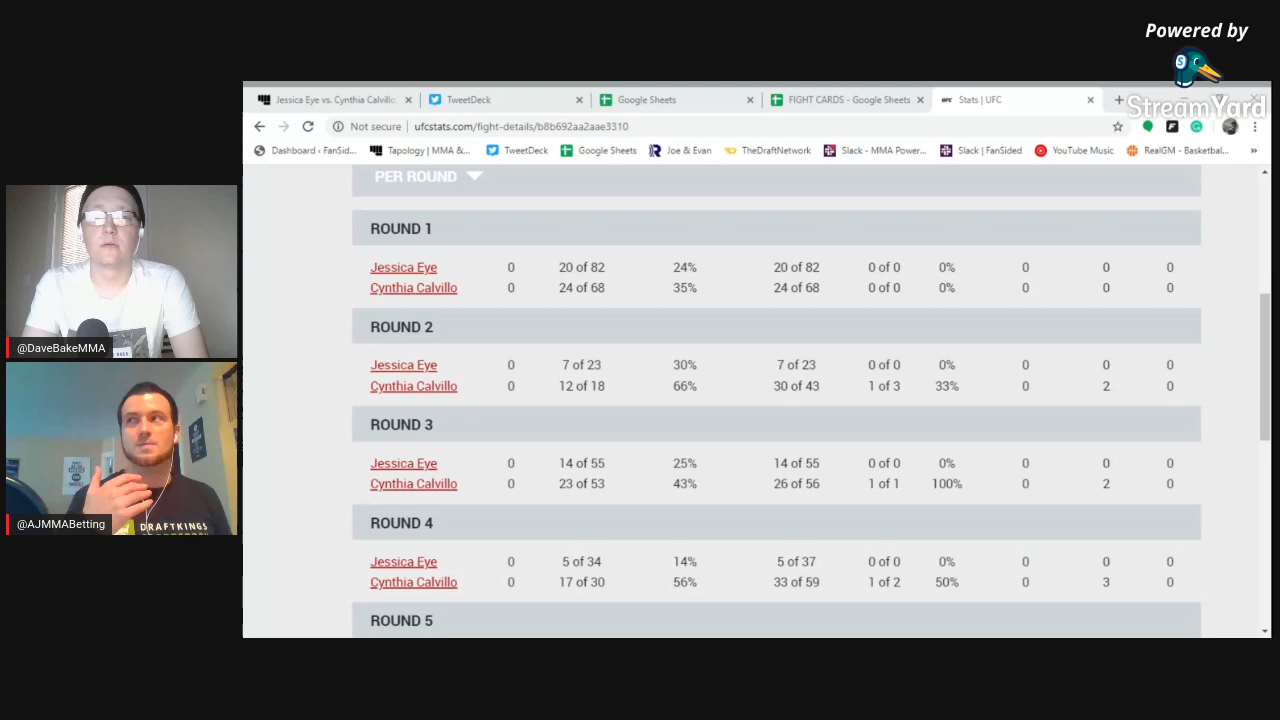 Powered by
StreamYard
Jessica Eye vs. Cynthia Calvillo
TweetDeck
Google Sheets
FIGHT CARDS - Google Sheets
Stats | UFC
Not secure | ufcstats.com/fight-details/b8b692aa2aae3310
Dashboard ‹ FanSid... Tapology | MMA &... TweetDeck Google Sheets Joe & Evan TheDraftNetwork Slack - MMA Power... Slack | FanSided YouTube Music RealGM - Basketbal... »
PER ROUND
ROUND 1
Jessica Eye 0 20 of 82 24% 20 of 82 0 of 0 0% 0 0 0
Cynthia Calvillo 0 24 of 68 35% 24 of 68 0 of 0 0% 0 0 0
ROUND 2
Jessica Eye 0 7 of 23 30% 7 of 23 0 of 0 0% 0 0 0
Cynthia Calvillo 0 12 of 18 66% 30 of 43 1 of 3 33% 0 2 0
ROUND 3
Jessica Eye 0 14 of 55 25% 14 of 55 0 of 0 0% 0 0 0
Cynthia Calvillo 0 23 of 53 43% 26 of 56 1 of 1 100% 0 2 0
ROUND 4
Jessica Eye 0 5 of 34 14% 5 of 37 0 of 0 0% 0 0 0
Cynthia Calvillo 0 17 of 30 56% 33 of 59 1 of 2 50% 0 3 0
ROUND 5
@DaveBakeMMA
DRAFTKINGS
@AJMMABetting